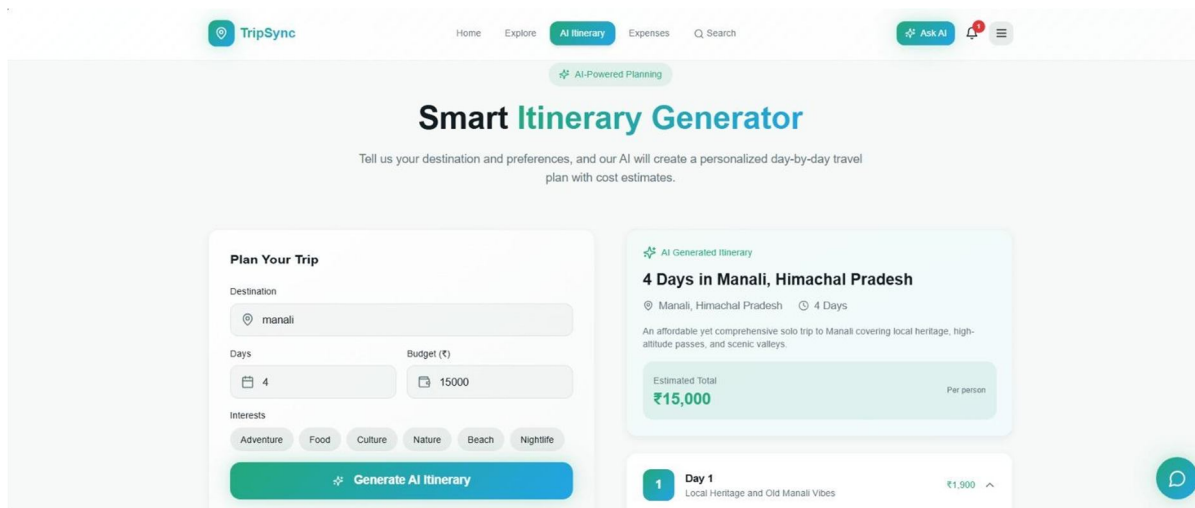 TripSync
Home Explore AI Itinerary Expenses Search
Ask AI
1
AI-Powered Planning
Smart Itinerary Generator
Tell us your destination and preferences, and our AI will create a personalized day-by-day travel
plan with cost estimates.
Plan Your Trip
Destination
manali
Days Budget (₹)
4 15000
Interests
Adventure Food Culture Nature Beach Nightlife
Generate AI Itinerary
AI Generated Itinerary
4 Days in Manali, Himachal Pradesh
Manali, Himachal Pradesh 4 Days
An affordable yet comprehensive solo trip to Manali covering local heritage, high-
altitude passes, and scenic valleys.
Estimated Total
₹15,000
Per person
1
Day 1
Local Heritage and Old Manali Vibes
₹1,900